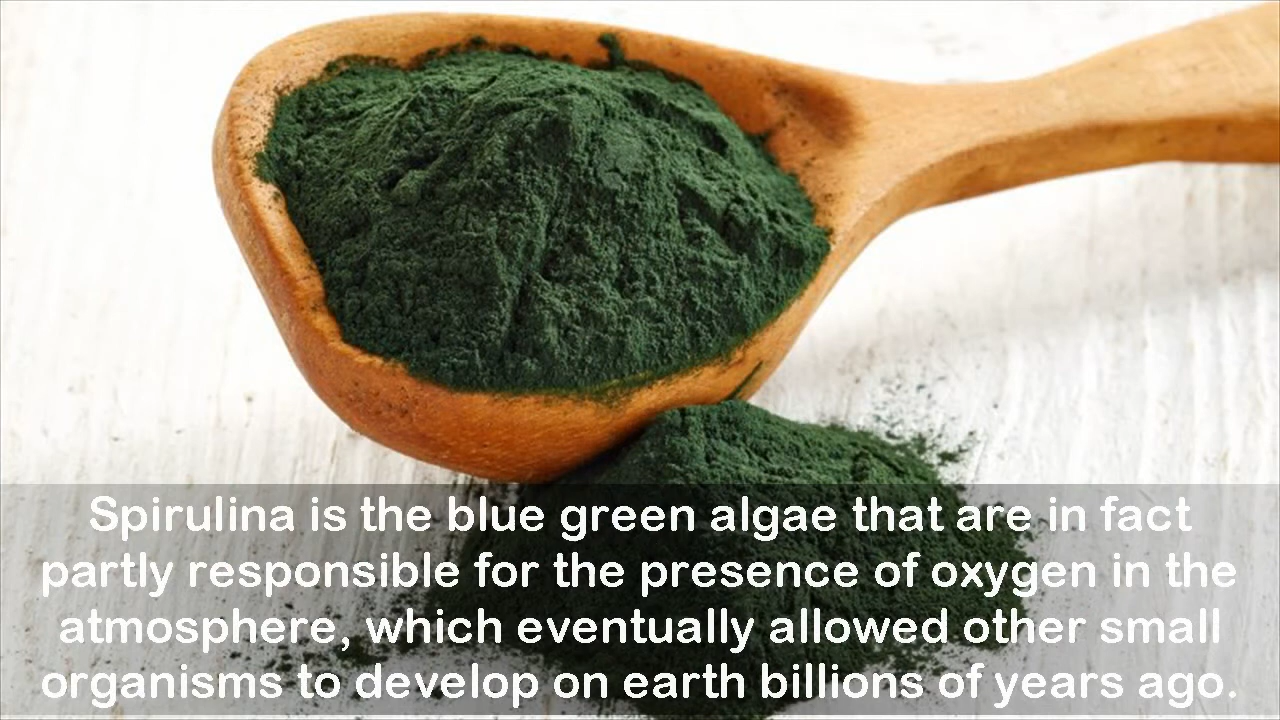 Spirulina is the blue green algae that are in fact
partly responsible for the presence of oxygen in the
atmosphere, which eventually allowed other small
organisms to develop on earth billions of years ago.